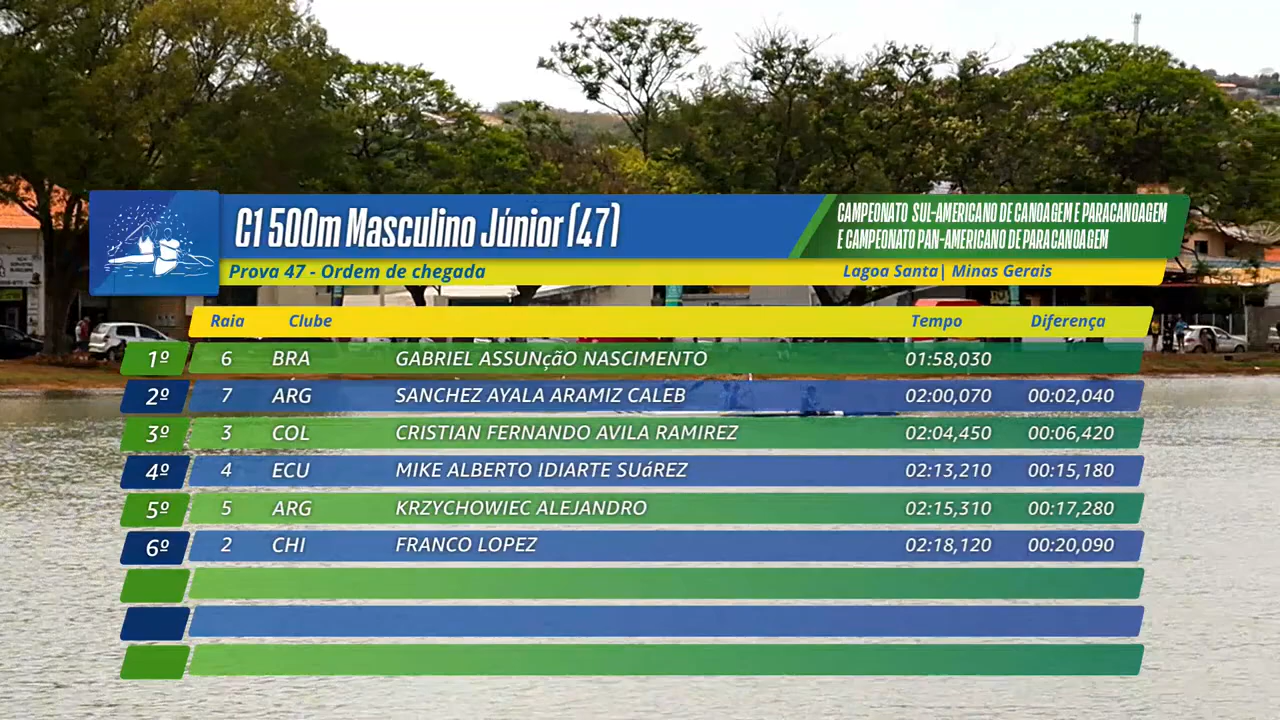 C1 500m Masculino Júnior (47)
CAMPEONATO SUL-AMERICANO DE CANOAGEM E PARACANOAGEM
E CAMPEONATO PAN-AMERICANO DE PARACANOAGEM
Prova 47 - Ordem de chegada
Lagoa Santa| Minas Gerais
Raia Clube Tempo Diferença
1º 6 BRA GABRIEL ASSUNçãO NASCIMENTO 01:58,030
2º 7 ARG SANCHEZ AYALA ARAMIZ CALEB 02:00,070 00:02,040
3º 3 COL CRISTIAN FERNANDO AVILA RAMIREZ 02:04,450 00:06,420
4º 4 ECU MIKE ALBERTO IDIARTE SUáREZ 02:13,210 00:15,180
5º 5 ARG KRZYCHOWIEC ALEJANDRO 02:15,310 00:17,280
6º 2 CHI FRANCO LOPEZ 02:18,120 00:20,090